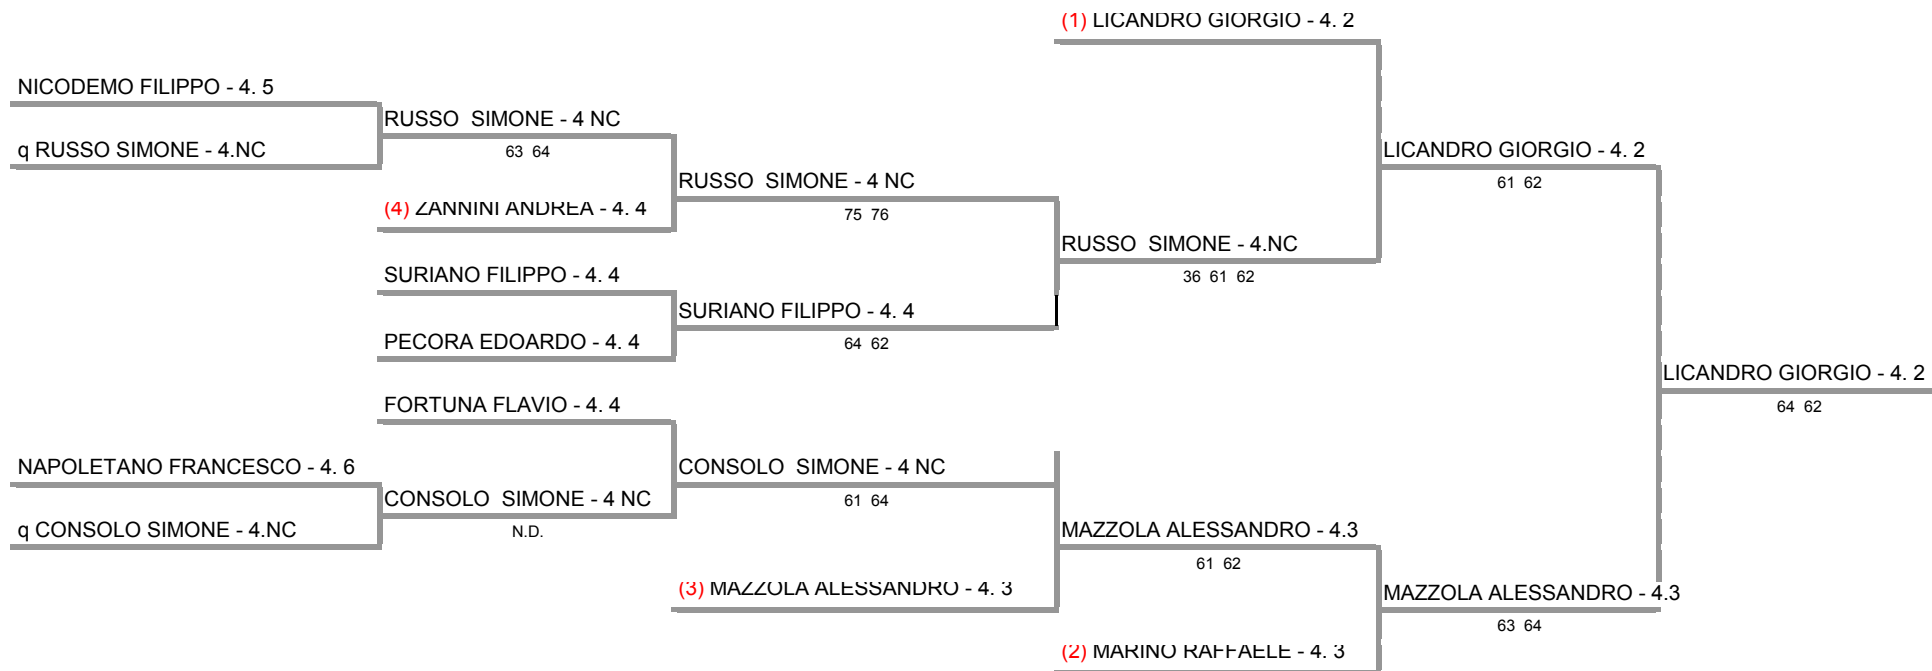 (1) LICANDRO GIORGIO - 4. 2
NICODEMO FILIPPO - 4. 5
RUSSO  SIMONE - 4 NC
q RUSSO SIMONE - 4.NC
63  64
LICANDRO GIORGIO - 4. 2
61  62
RUSSO  SIMONE - 4 NC
75  76
(4) ZANNINI ANDREA - 4. 4
RUSSO  SIMONE - 4.NC
36  61  62
SURIANO FILIPPO - 4. 4
SURIANO FILIPPO - 4. 4
64  62
PECORA EDOARDO - 4. 4
LICANDRO GIORGIO - 4. 2
64  62
FORTUNA FLAVIO - 4. 4
NAPOLETANO FRANCESCO - 4. 6
CONSOLO  SIMONE - 4 NC
61  64
CONSOLO  SIMONE - 4 NC
N.D.
q CONSOLO SIMONE - 4.NC
MAZZOLA ALESSANDRO - 4.3
61  62
(3) MAZZOLA ALESSANDRO - 4. 3
MAZZOLA ALESSANDRO - 4.3
63  64
(2) MARINO RAFFAELE - 4. 3